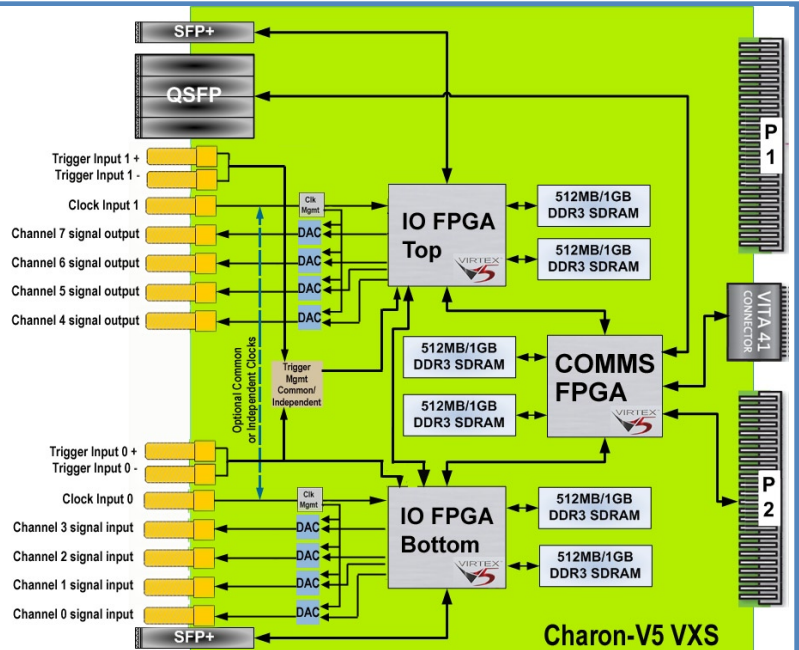 SFP+
QSFP
Trigger Input 1 +
Trigger Input 1 -
Clock Input 1
Channel 7 signal output
Channel 6 signal output
Channel 5 signal output
Channel 4 signal output
Clk
Mgmt
DAC
DAC
DAC
DAC
IO FPGA
Top
VIRTEX
5
512MB/1GB
DDR3 SDRAM
512MB/1GB
DDR3 SDRAM
P
1
VITA 41
CONNECTOR
Optional Common
or Independent Clocks
Trigger
Mgmt
Common/
Independent
512MB/1GB
DDR3 SDRAM
512MB/1GB
DDR3 SDRAM
COMMS
FPGA
VIRTEX
5
Trigger Input 0 +
Trigger Input 0 -
Clock Input 0
Channel 3 signal input
Channel 2 signal input
Channel 1 signal input
Channel 0 signal input
Clk
Mgmt
DAC
DAC
DAC
DAC
IO FPGA
Bottom
VIRTEX
5
512MB/1GB
DDR3 SDRAM
512MB/1GB
DDR3 SDRAM
P
2
SFP+
Charon-V5 VXS